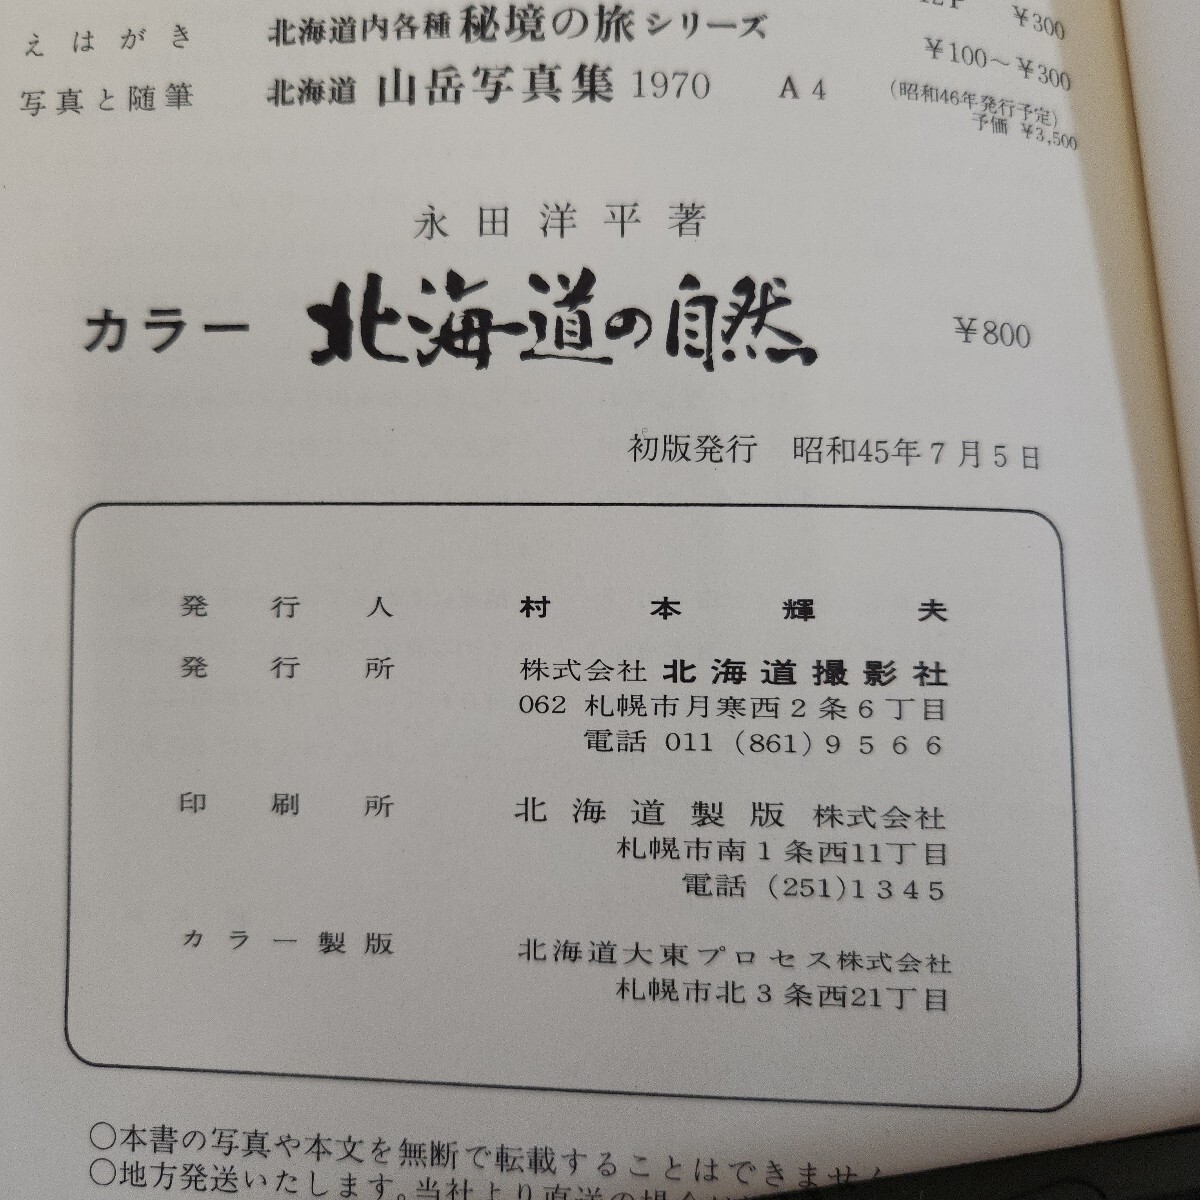 ¥300
えはがき 北海道内各種 秘境の旅シリーズ ¥100～¥300
写真と随筆 北海道 山岳写真集 1970 A4 (昭和46年発行予定)
予価 ¥3,500
永田洋平著
カラー 北海道の自然 ¥800
初版発行 昭和45年7月5日
発行人 村本輝夫
発行所 株式会社 北海道撮影社
062 札幌市月寒西2条6丁目
電話 011 (861) 9566
印刷所 北海道製版 株式会社
札幌市南1条西11丁目
電話 (251) 1345
カラー製版 北海道大東プロセス株式会社
札幌市北3条西21丁目
○本書の写真や本文を無断で転載することはできません
○地方発送いたします。当社より直送の場合は